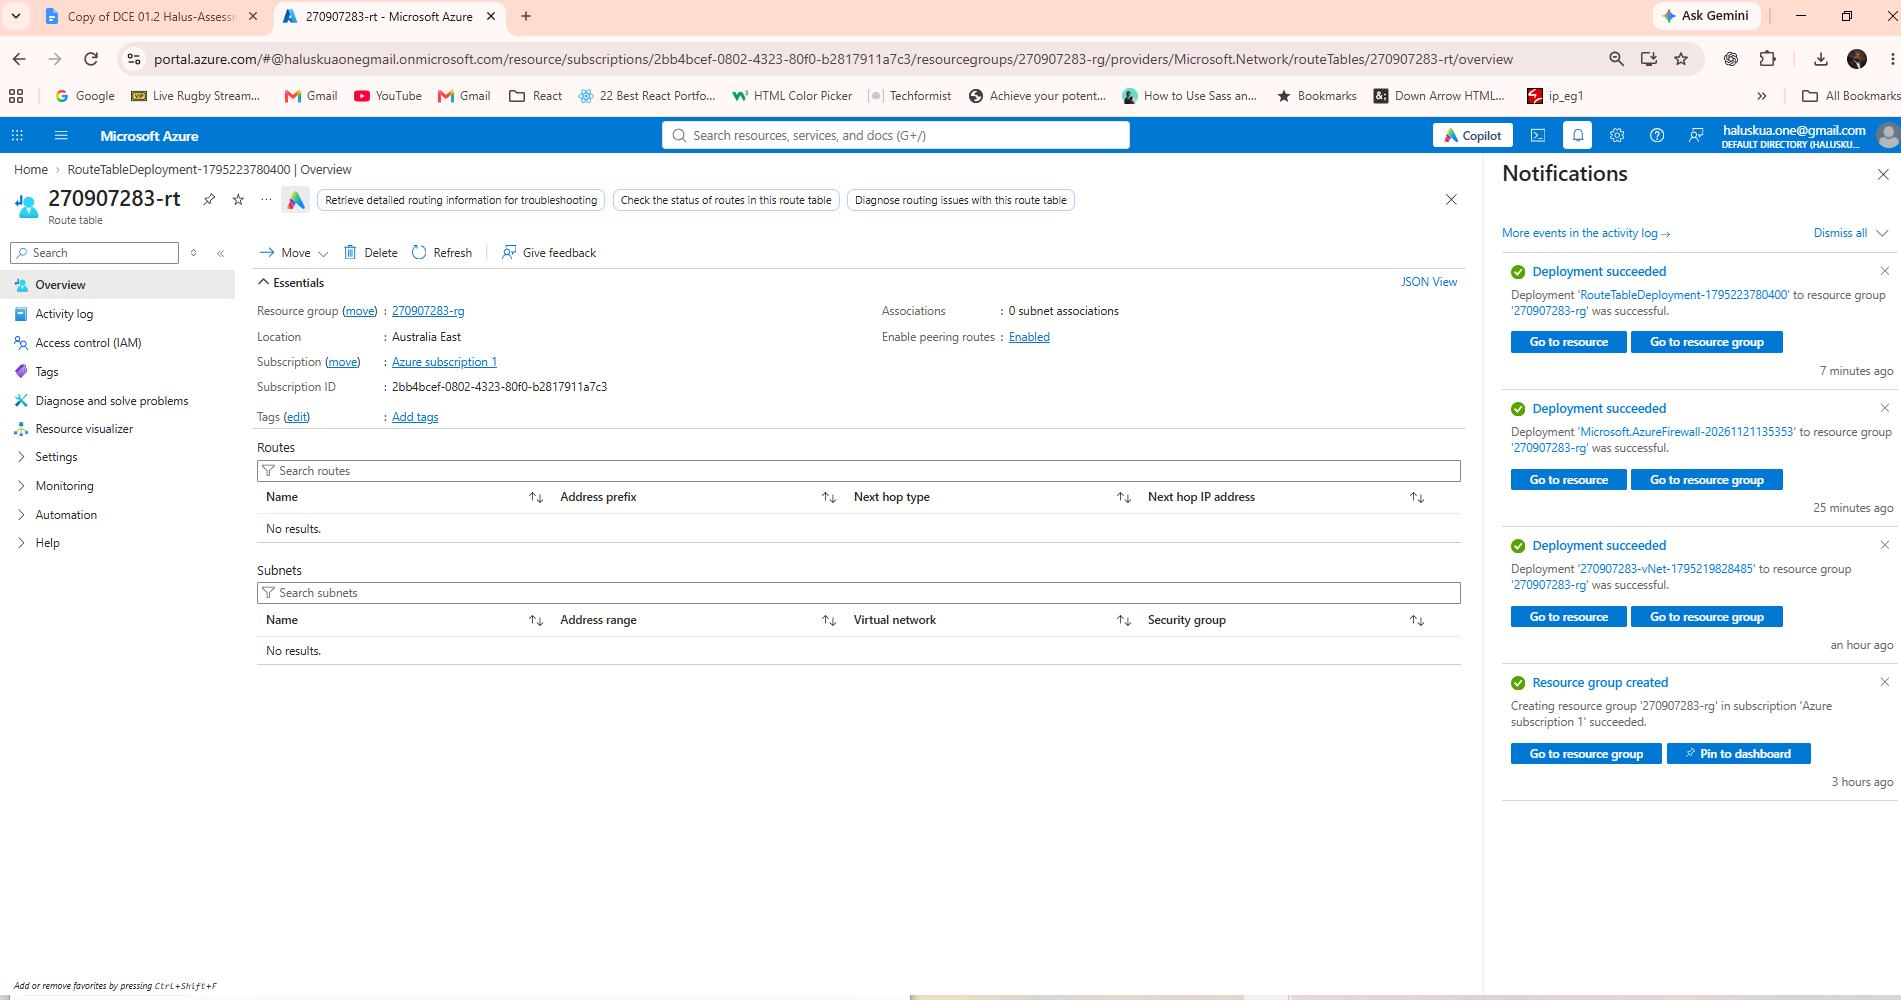 Copy of DCE 01.2 Halus-Assessm
270907283-rt - Microsoft Azure
Ask Gemini
portal.azure.com/#@haluskuaonegmail.onmicrosoft.com/resource/subscriptions/2bb4bcef-0802-4323-80f0-b2817911a7c3/resourcegroups/270907283-rg/providers/Microsoft.Network/routeTables/270907283-rt/overview
Google
Live Rugby Stream...
Gmail
YouTube
Gmail
React
22 Best React Portfo...
HTML Color Picker
Techformist
Achieve your potent...
How to Use Sass an...
Bookmarks
Down Arrow HTML...
ip_eg1
All Bookmarks
Microsoft Azure
Search resources, services, and docs (G+/)
Copilot
haluskua.one@gmail.com
DEFAULT DIRECTORY (HALUSKU...
Home > RouteTableDeployment-1795223780400 | Overview
270907283-rt
Route table
Retrieve detailed routing information for troubleshooting
Check the status of routes in this route table
Diagnose routing issues with this route table
Search
Overview
Activity log
Access control (IAM)
Tags
Diagnose and solve problems
Resource visualizer
Settings
Monitoring
Automation
Help
Move
Delete
Refresh
Give feedback
Essentials
JSON View
Resource group (move) : 270907283-rg
Location : Australia East
Subscription (move) : Azure subscription 1
Subscription ID : 2bb4bcef-0802-4323-80f0-b2817911a7c3
Tags (edit) : Add tags
Associations : 0 subnet associations
Enable peering routes : Enabled
Routes
Search routes
Name Address prefix Next hop type Next hop IP address
No results.
Subnets
Search subnets
Name Address range Virtual network Security group
No results.
Add or remove favorites by pressing Ctrl+Shift+F
Notifications
More events in the activity log →
Dismiss all
Deployment succeeded
Deployment 'RouteTableDeployment-1795223780400' to resource group
'270907283-rg' was successful.
Go to resource
Go to resource group
7 minutes ago
Deployment succeeded
Deployment 'Microsoft.AzureFirewall-20261121135353' to resource group
'270907283-rg' was successful.
Go to resource
Go to resource group
25 minutes ago
Deployment succeeded
Deployment '270907283-vNet-1795219828485' to resource group
'270907283-rg' was successful.
Go to resource
Go to resource group
an hour ago
Resource group created
Creating resource group '270907283-rg' in subscription 'Azure
subscription 1' succeeded.
Go to resource group
Pin to dashboard
3 hours ago